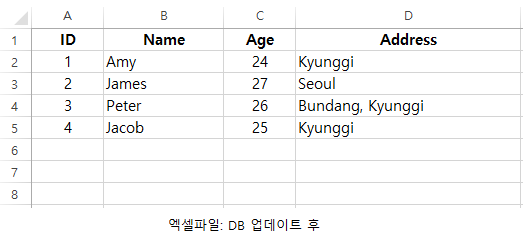 A B C D
1 ID Name Age Address
2 1 Amy 24 Kyunggi
3 2 James 27 Seoul
4 3 Peter 26 Bundang, Kyunggi
5 4 Jacob 25 Kyunggi
6
7
8
엑셀파일: DB 업데이트 후